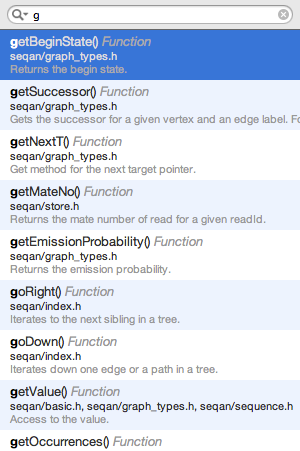 g
getBeginState() Function
seqan/graph_types.h
Returns the begin state.
getSuccessor() Function
seqan/graph_types.h
Gets the successor for a given vertex and an edge label. Fo
getNextT() Function
seqan/graph_types.h
Get method for the next target pointer.
getMateNo() Function
seqan/store.h
Returns the mate number of read for a given readId.
getEmissionProbability() Function
seqan/graph_types.h
Returns the emission probability.
goRight() Function
seqan/index.h
Iterates to the next sibling in a tree.
goDown() Function
seqan/index.h
Iterates down one edge or a path in a tree.
getValue() Function
seqan/basic.h, seqan/graph_types.h, seqan/sequence.h
Access to the value.
getOccurrences() Function